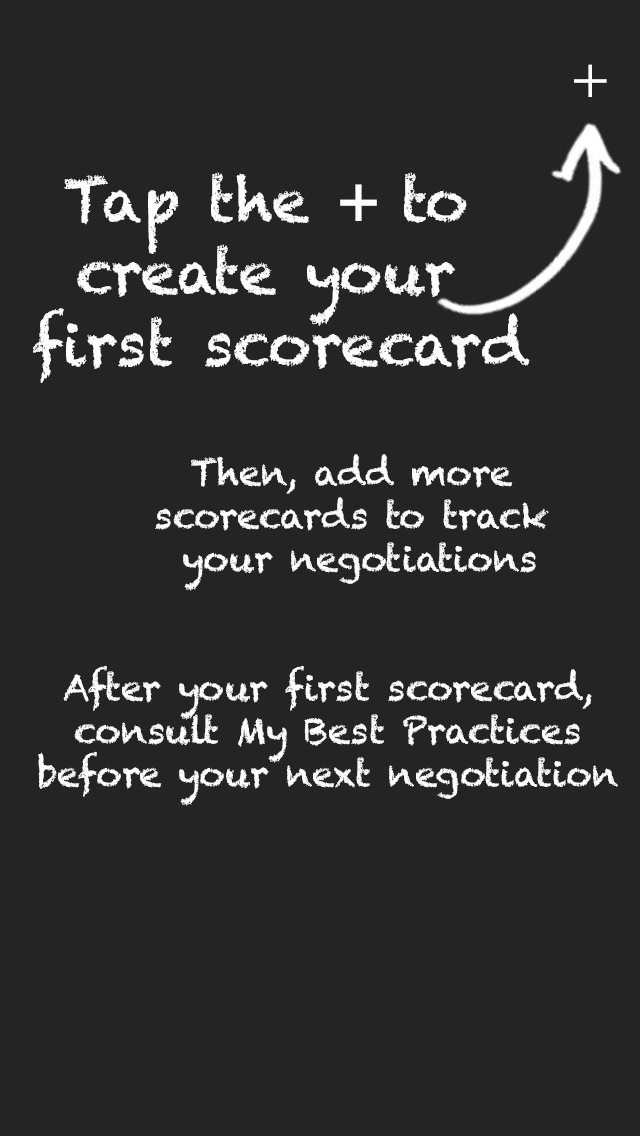 +
Tap the + to
create your
first scorecard
Then, add more
scorecards to track
your negotiations
After your first scorecard,
consult My Best Practices
before your next negotiation